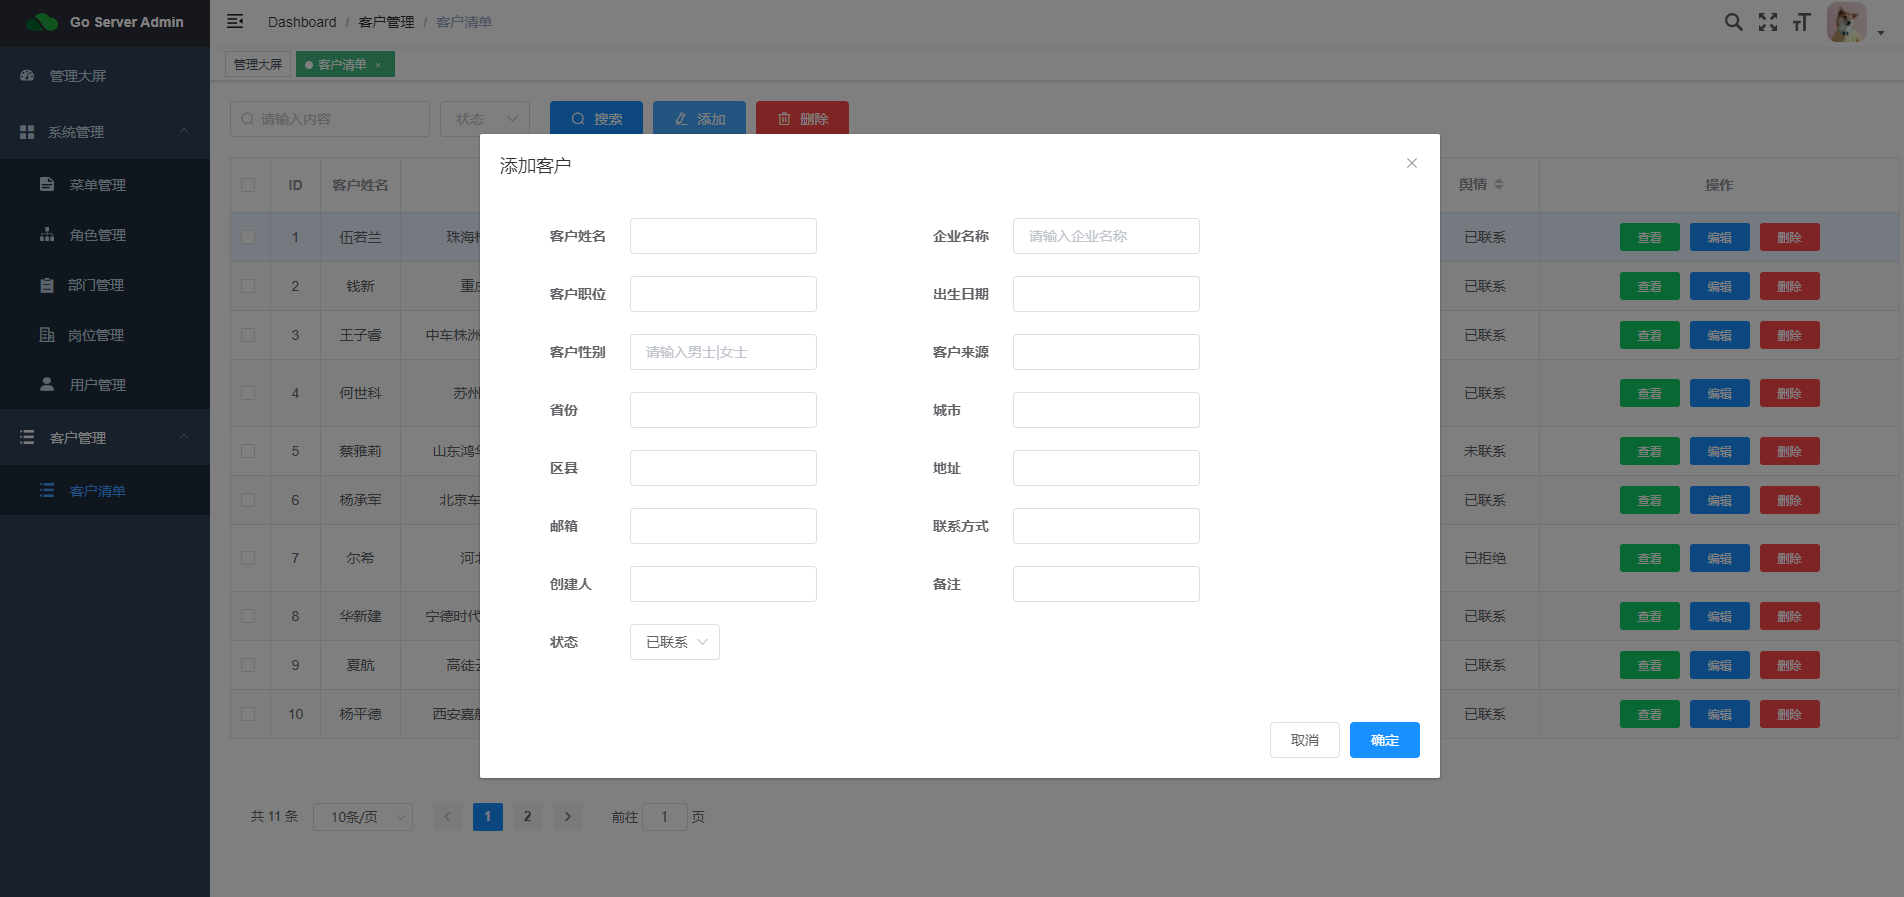 Go Server Admin
Dashboard / 客户管理 / 客户清单
管理大屏
客户清单 ×
管理大屏
系统管理
菜单管理
角色管理
部门管理
岗位管理
用户管理
客户管理
客户清单
请输入内容
状态
搜索
添加
删除
ID 客户姓名 舆情 操作
1 伍若兰 珠海 已联系 查看 编辑 删除
2 钱新 重 已联系 查看 编辑 删除
3 王子睿 中车株洲 已联系 查看 编辑 删除
4 何世科 苏州 已联系 查看 编辑 删除
5 蔡雅莉 山东鸿 未联系 查看 编辑 删除
6 杨承军 北京车 已联系 查看 编辑 删除
7 尔希 河 已拒绝 查看 编辑 删除
8 华新建 宁德时代 已联系 查看 编辑 删除
9 夏航 高徒 已联系 查看 编辑 删除
10 杨平德 西安嘉 已联系 查看 编辑 删除
添加客户
客户姓名
企业名称 请输入企业名称
客户职位
出生日期
客户性别 请输入男士|女士
客户来源
省份
城市
区县
地址
邮箱
联系方式
创建人
备注
状态 已联系
取消
确定
共 11 条
10条/页
1
2
前往 1 页